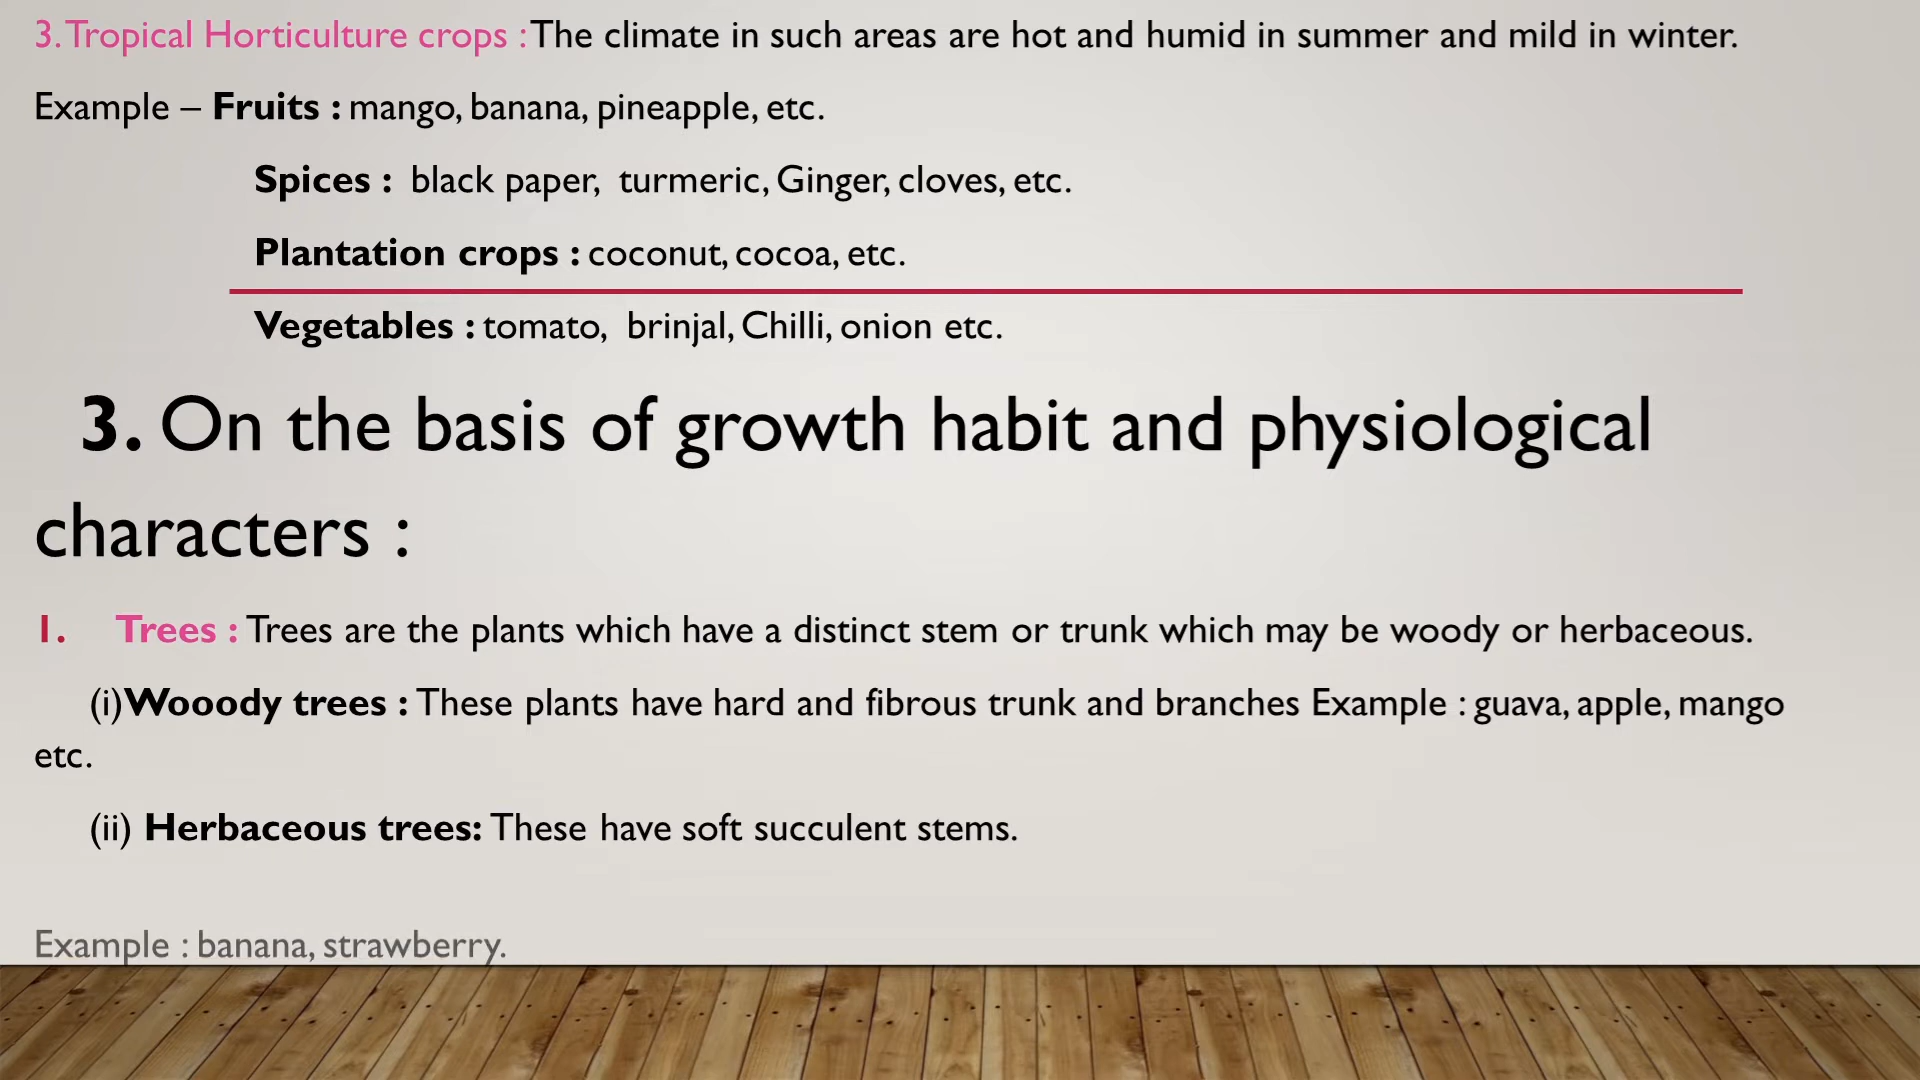 3. Tropical Horticulture crops : The climate in such areas are hot and humid in summer and mild in winter.
Example – Fruits : mango, banana, pineapple, etc.
Spices : black paper, turmeric, Ginger, cloves, etc.
Plantation crops : coconut, cocoa, etc.
Vegetables : tomato, brinjal, Chilli, onion etc.
3. On the basis of growth habit and physiological
characters :
1. Trees : Trees are the plants which have a distinct stem or trunk which may be woody or herbaceous.
(i)Wooody trees : These plants have hard and fibrous trunk and branches Example : guava, apple, mango
etc.
(ii) Herbaceous trees: These have soft succulent stems.
Example : banana, strawberry.